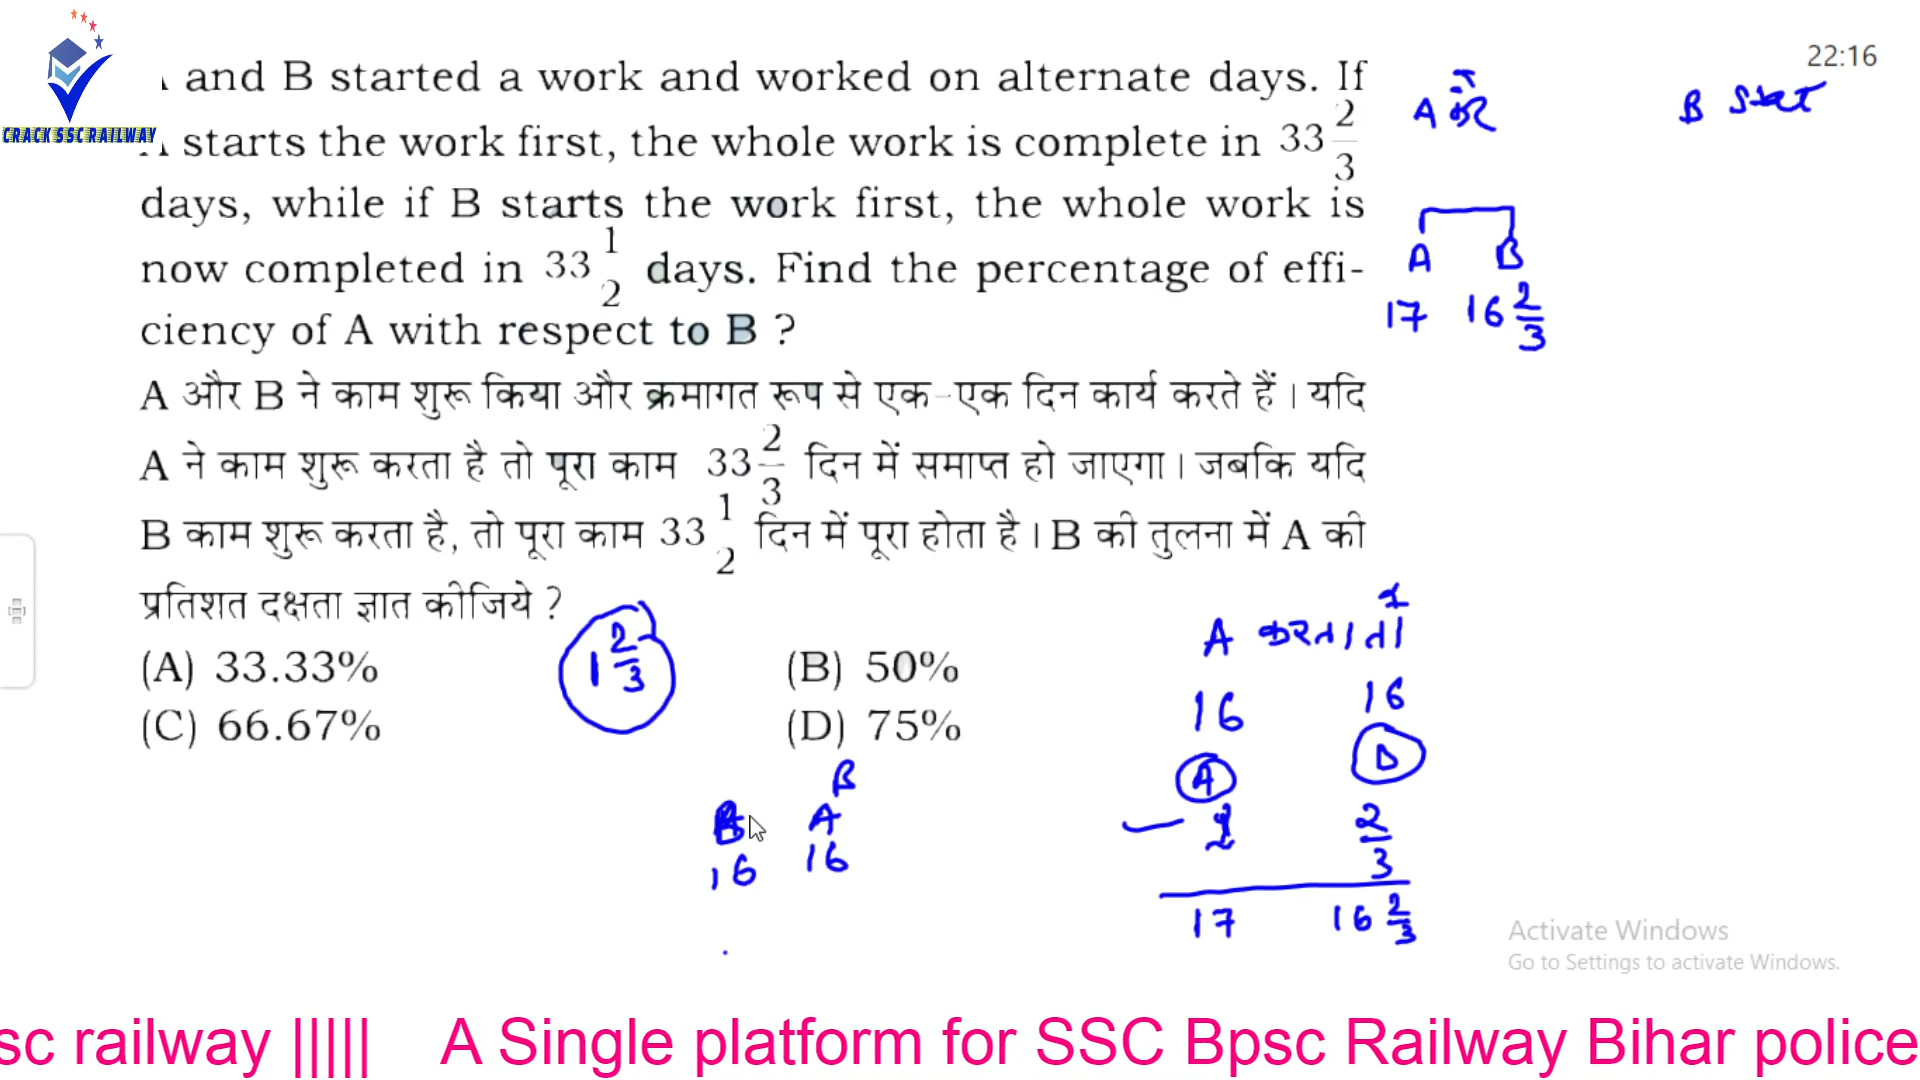 22:16
CRACK SSC RAILWAY
and B started a work and worked on alternate days. If
starts the work first, the whole work is complete in 33 2/3
days, while if B starts the work first, the whole work is
now completed in 33 1/2 days. Find the percentage of effi-
ciency of A with respect to B ?
A और B ने काम शुरू किया और क्रमागत रूप से एक-एक दिन कार्य करते हैं। यदि
A ने काम शुरू करता है तो पूरा काम 33 2/3 दिन में समाप्त हो जाएगा। जबकि यदि
B काम शुरू करता है, तो पूरा काम 33 1/2 दिन में पूरा होता है। B की तुलना में A की
प्रतिशत दक्षता ज्ञात कीजिये ?
(A) 33.33%
(B) 50%
(C) 66.67%
(D) 75%
A
B Start
A B
17 16 2/3
1 2/3
A करता
16 16
A
2/3
17 16 2/3
B
A
16 16
Activate Windows
Go to Settings to activate Windows.
sc railway ||||| A Single platform for SSC Bpsc Railway Bihar police